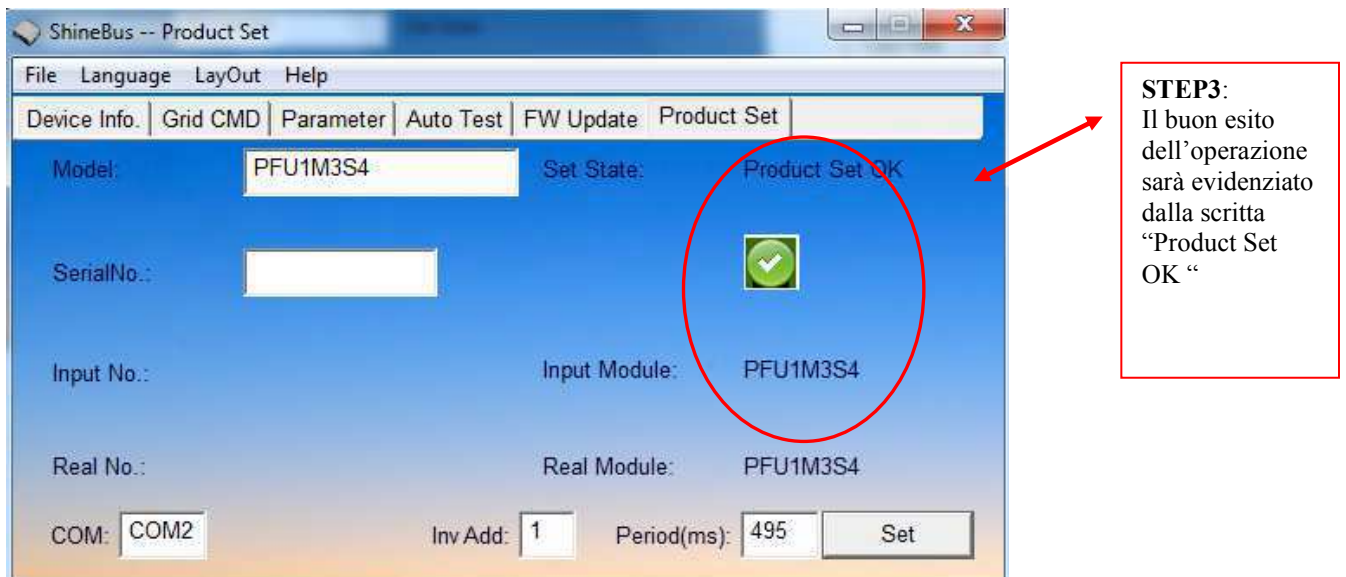 ShineBus -- Product Set
File Language LayOut Help
Device Info. Grid CMD Parameter Auto Test FW Update Product Set
Model: PFU1M3S4 Set State: Product Set OK
SerialNo.:
Input No.: Input Module: PFU1M3S4
Real No.: Real Module: PFU1M3S4
COM: COM2 Inv Add: 1 Period(ms): 495 Set
STEP3:
Il buon esito
dell’operazione
sarà evidenziato
dalla scritta
“Product Set
OK “